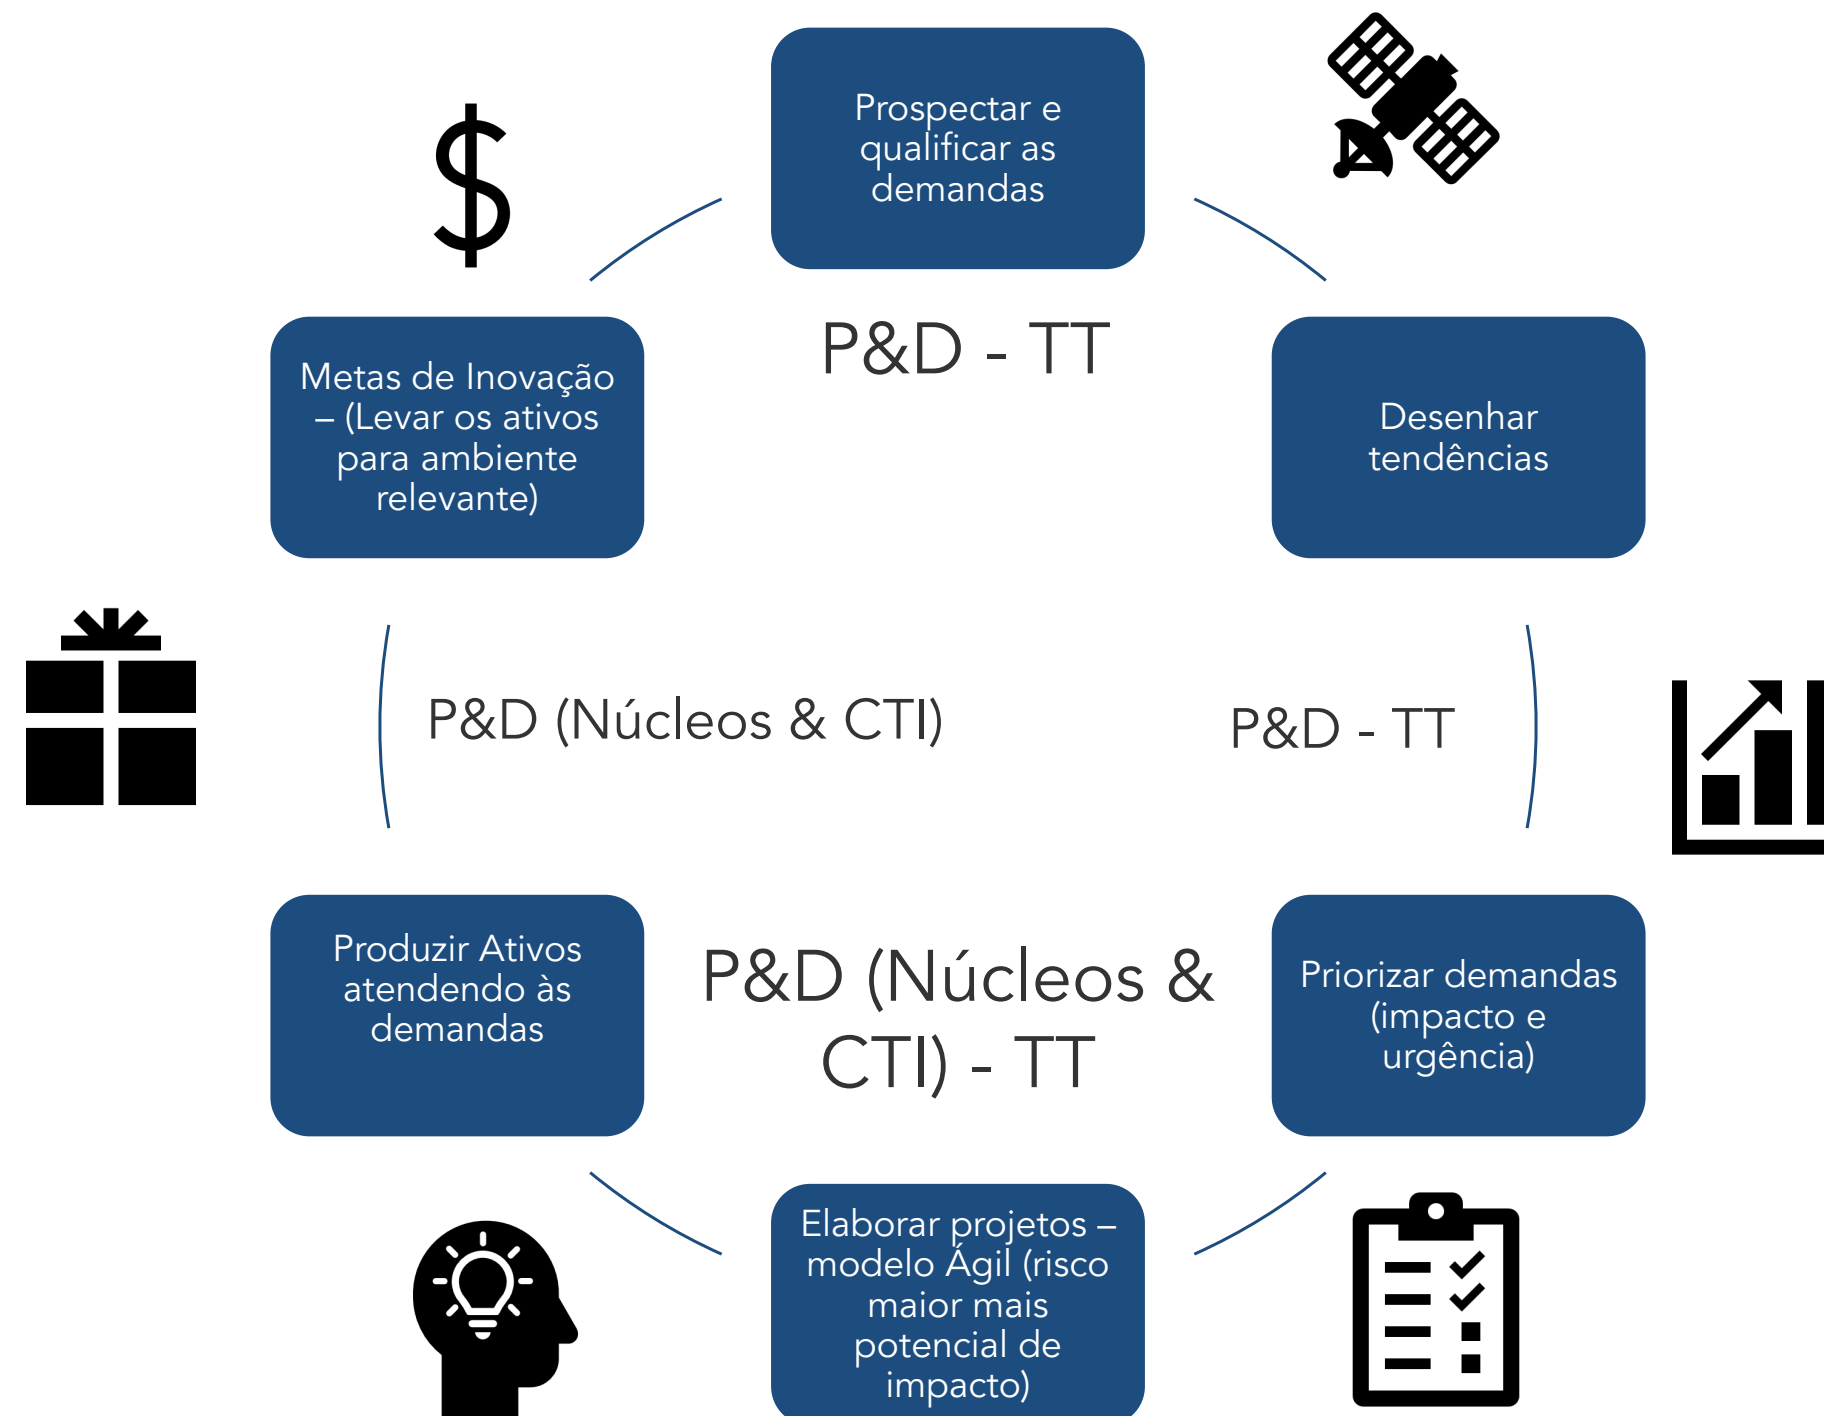 Prospectar e
qualificar as
demandas
P&D - TT
Metas de Inovação
– (Levar os ativos
para ambiente
relevante)
Desenhar
tendências
P&D (Núcleos & CTI)
P&D - TT
Produzir Ativos
atendendo às
demandas
P&D (Núcleos &
CTI) - TT
Priorizar demandas
(impacto e
urgência)
Elaborar projetos –
modelo Ágil (risco
maior mais
potencial de
impacto)